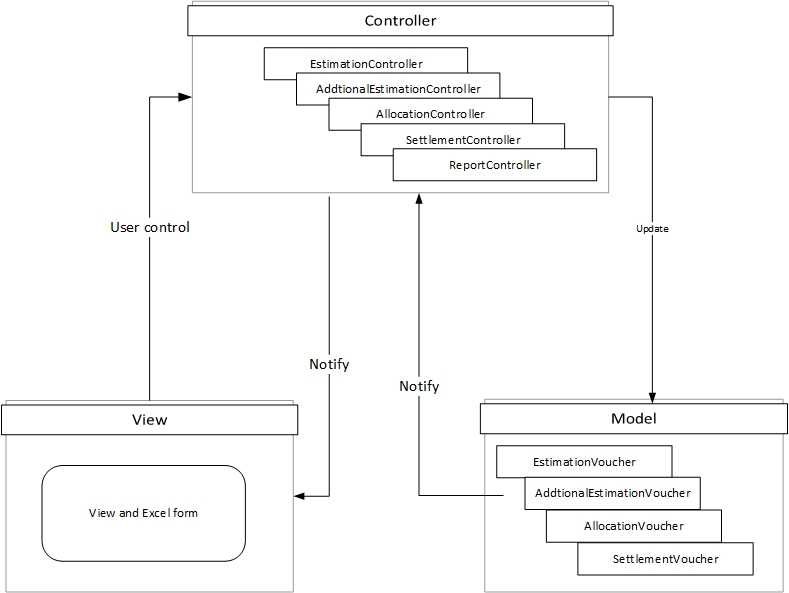 Controller
EstimationController
AddtionalEstimationController
AllocationController
SettlementController
ReportController
User control
Update
Notify
Notify
View
View and Excel form
Model
EstimationVoucher
AddtionalEstimationVoucher
AllocationVoucher
SettlementVoucher